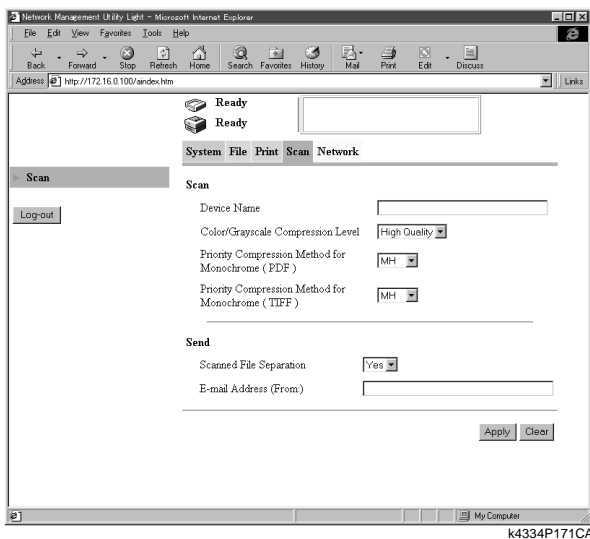 Network Management Utility Light - Microsoft Internet Explorer
File Edit View Favorites Tools Help
Back Forward Stop Refresh Home Search Favorites History Mail Print Edit Discuss
Address http://172.16.0.100/aindex.htm Links
Ready
Ready
System File Print Scan Network
Scan
Log-out
Scan
Device Name
Color/Grayscale Compression Level High Quality
Priority Compression Method for
Monochrome ( PDF ) MH
Priority Compression Method for
Monochrome ( TIFF ) MH
Send
Scanned File Separation Yes
E-mail Address (From:)
Apply Clear
My Computer
k4334P171CA